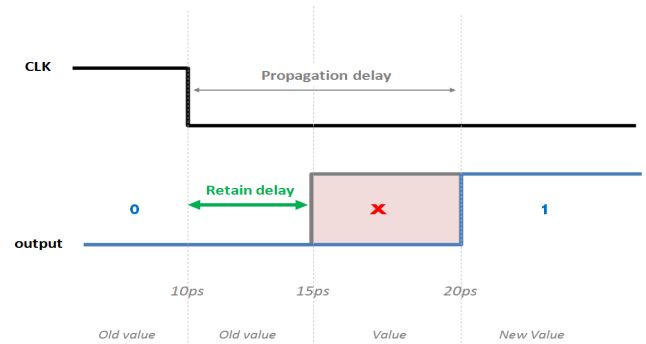 CLK
Propagation delay
Retain delay
0
X
1
output
10ps
15ps
20ps
Old value
Old value
Value
New Value